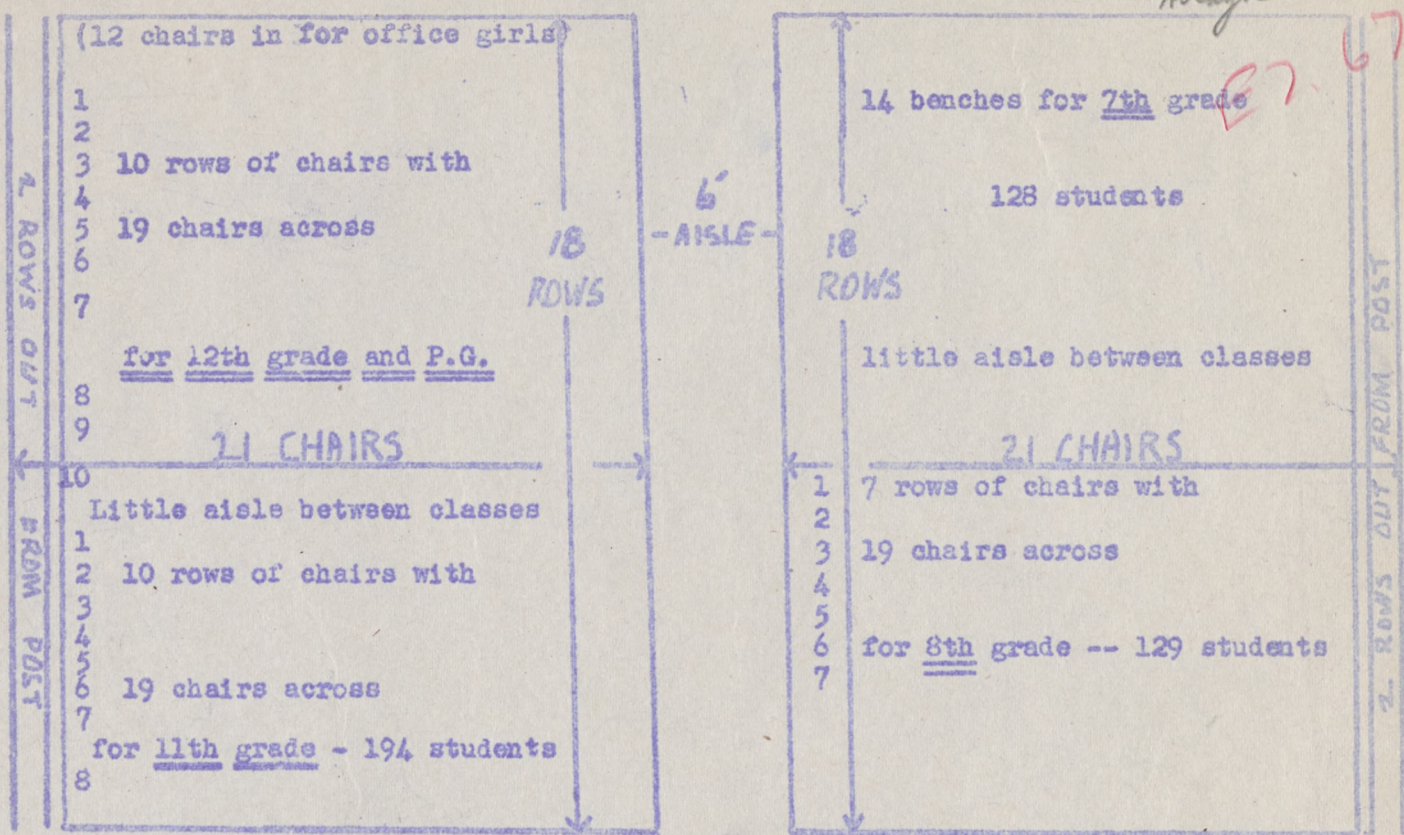 2 ROWS OUT FROM POST
(12 chairs in for office girls)
1
2
3 10 rows of chairs with
4
5 19 chairs across
6
7
for 12th grade and P.G.
8
9
21 CHAIRS
10
Little aisle between classes
1
2 10 rows of chairs with
3
4
5
6 19 chairs across
7
for 11th grade - 194 students
8
18
ROWS
6'
-AISLE-
67
E7.
14 benches for 7th grade
128 students
18
ROWS
little aisle between classes
21 CHAIRS
1 7 rows of chairs with
2
3 19 chairs across
4
5
6 for 8th grade -- 129 students
7
2 ROWS OUT FROM POST